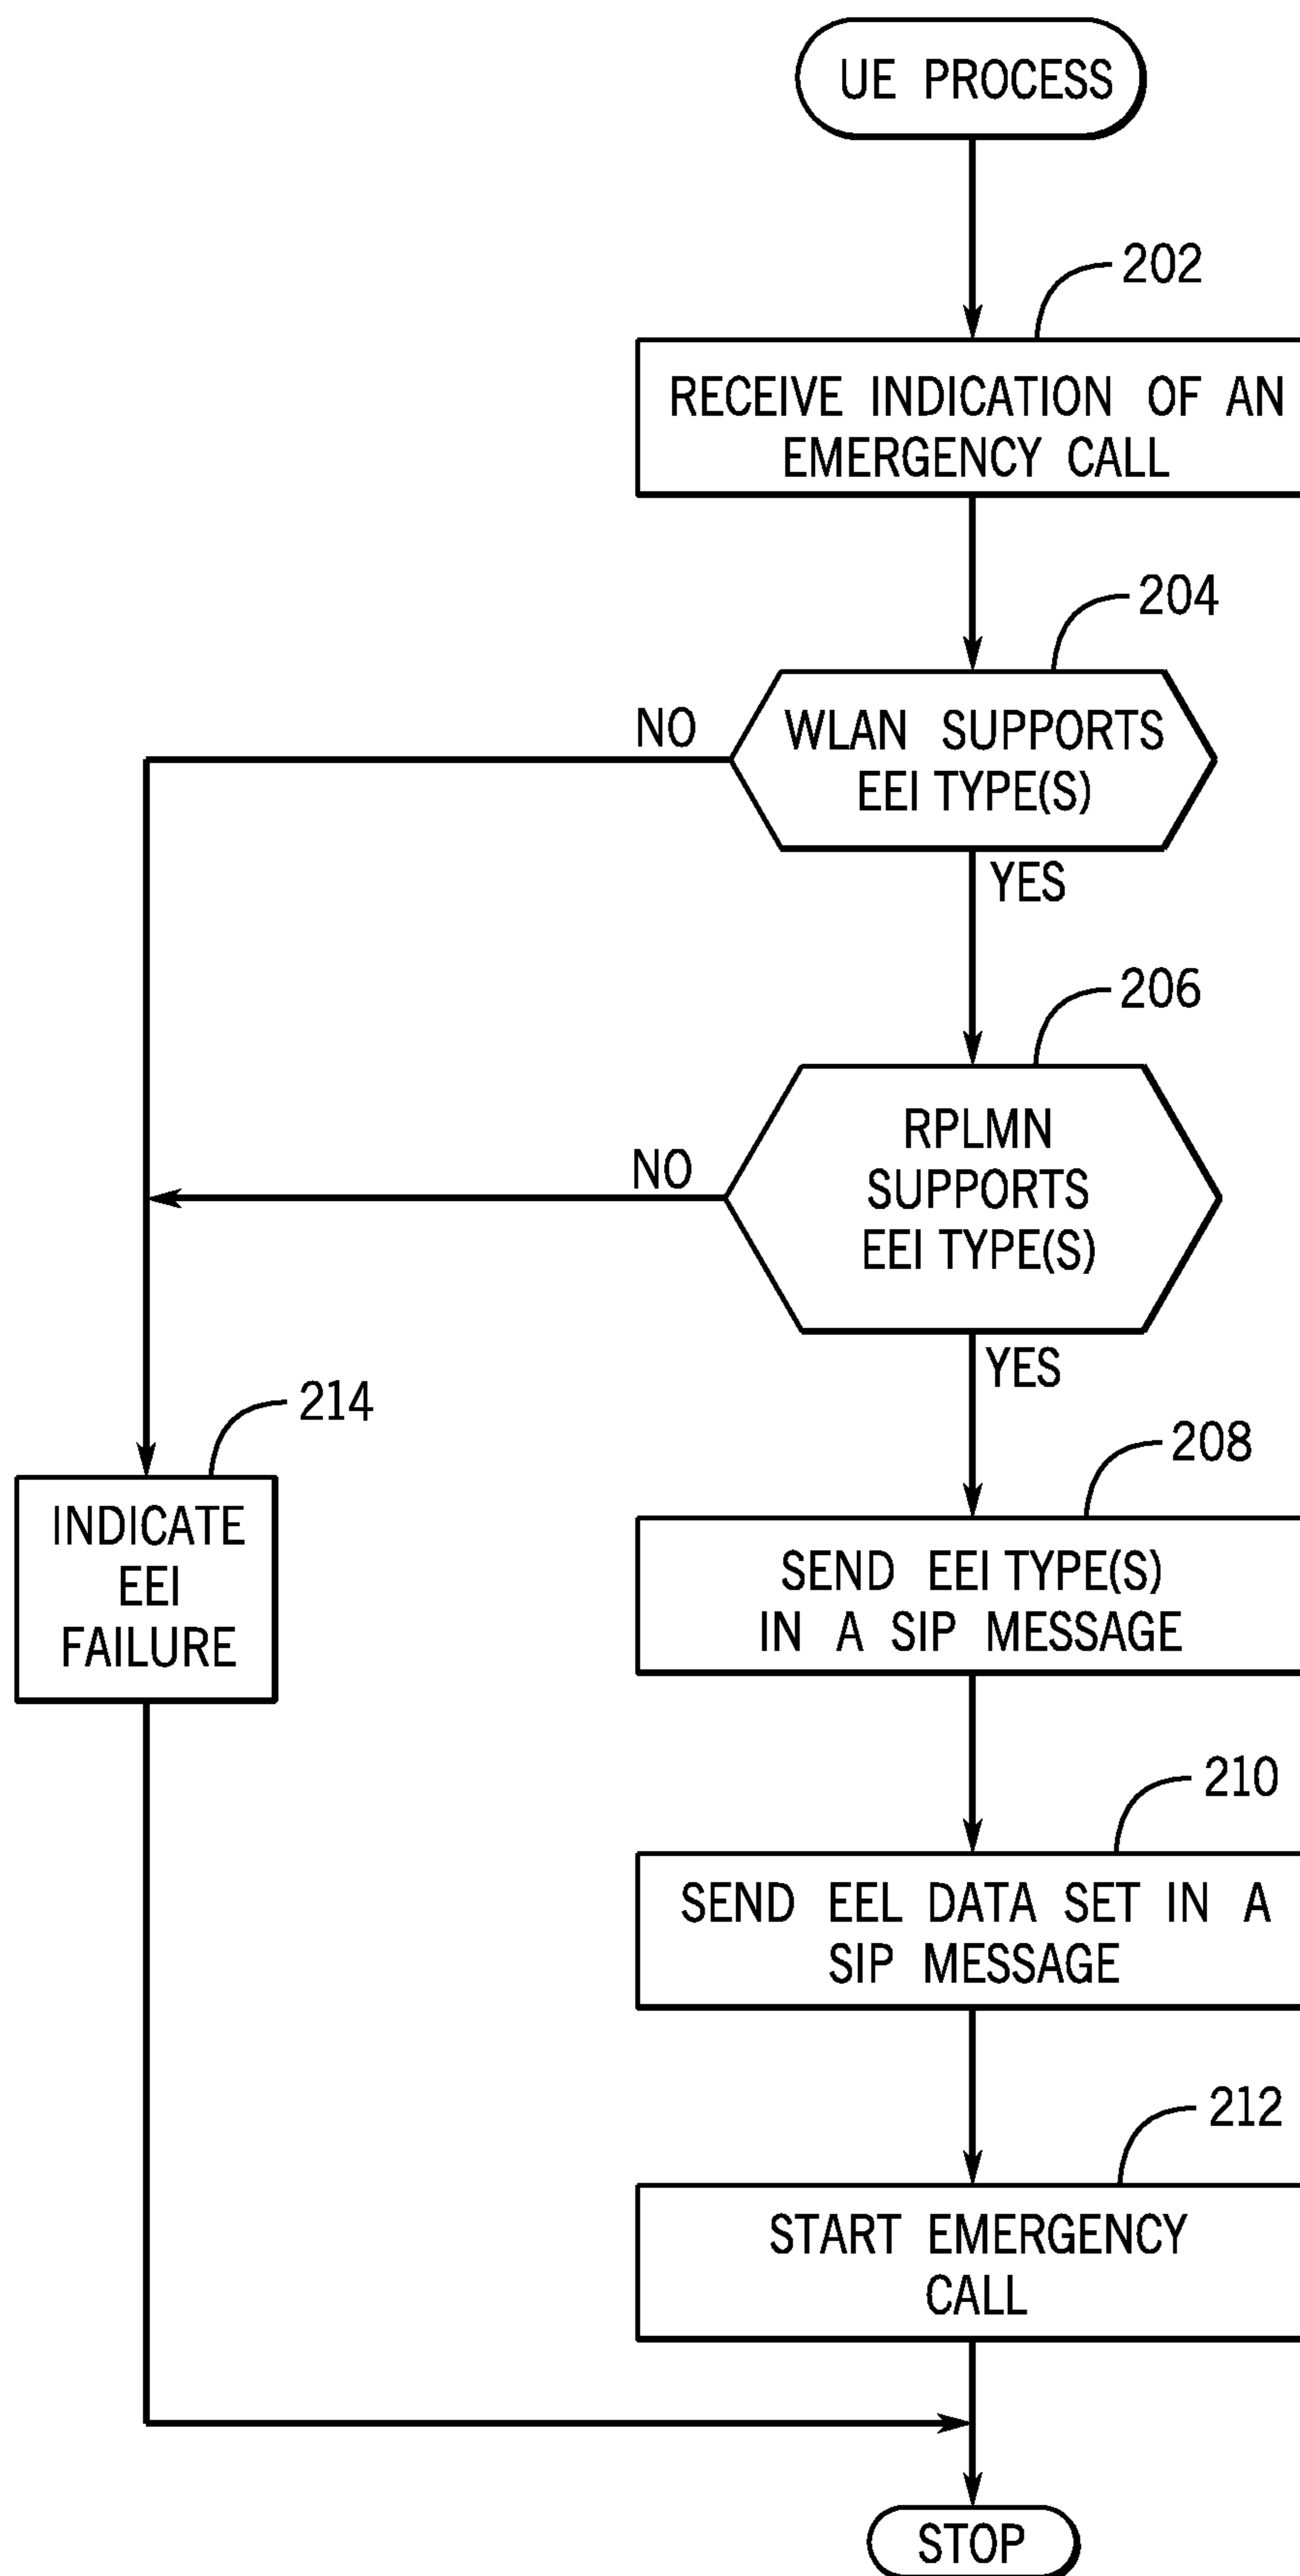 UE PROCESS
202
RECEIVE INDICATION OF AN
EMERGENCY CALL
204
NO
WLAN SUPPORTS
EEI TYPE(S)
YES
206
NO
RPLMN
SUPPORTS
EEI TYPE(S)
YES
214
INDICATE
EEI
FAILURE
208
SEND EEI TYPE(S)
IN A SIP MESSAGE
210
SEND EEL DATA SET IN A
SIP MESSAGE
212
START EMERGENCY
CALL
STOP